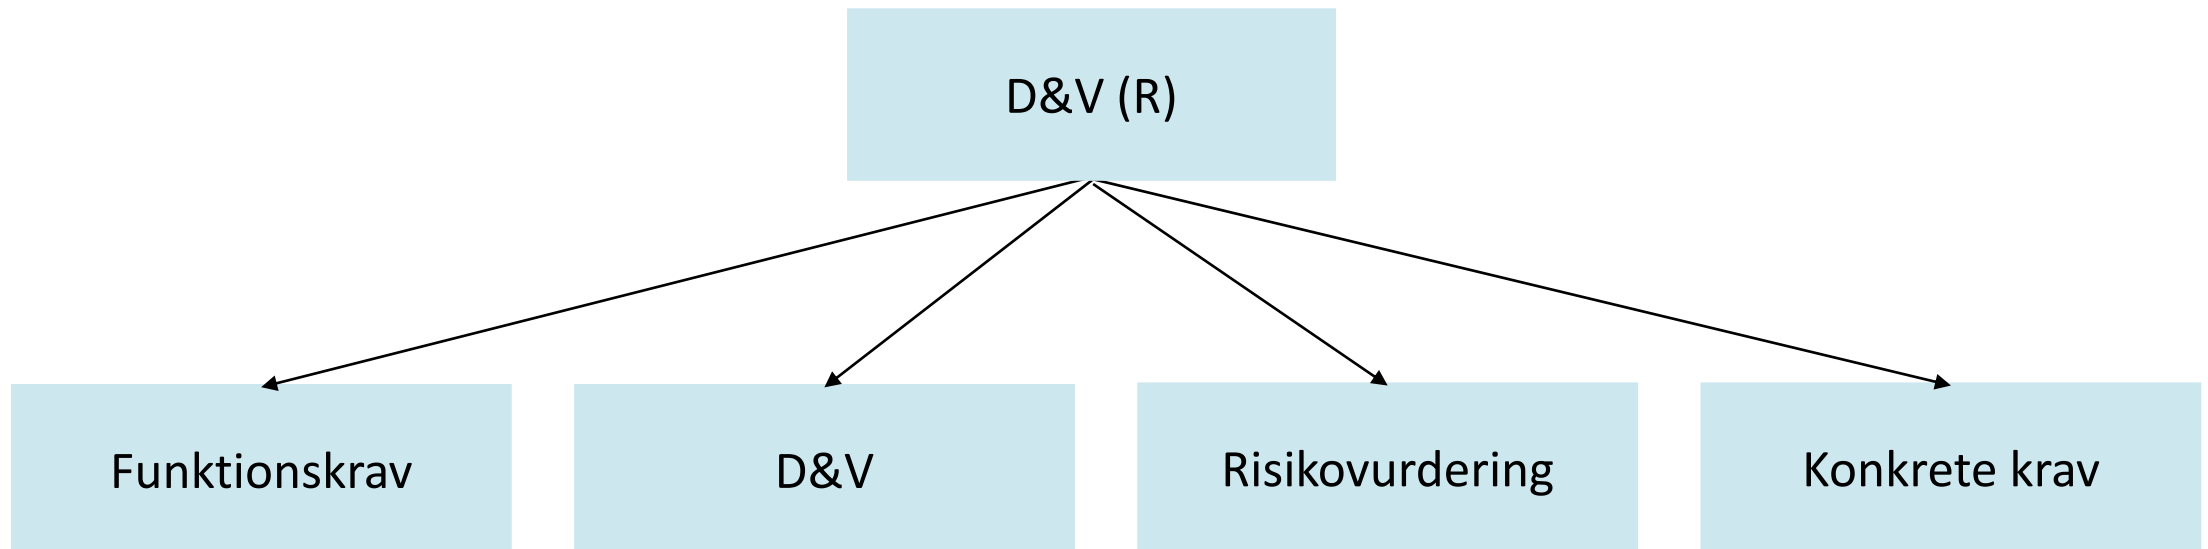 D&V (R)
Funktionskrav
D&V
Risikovurdering
Konkrete krav